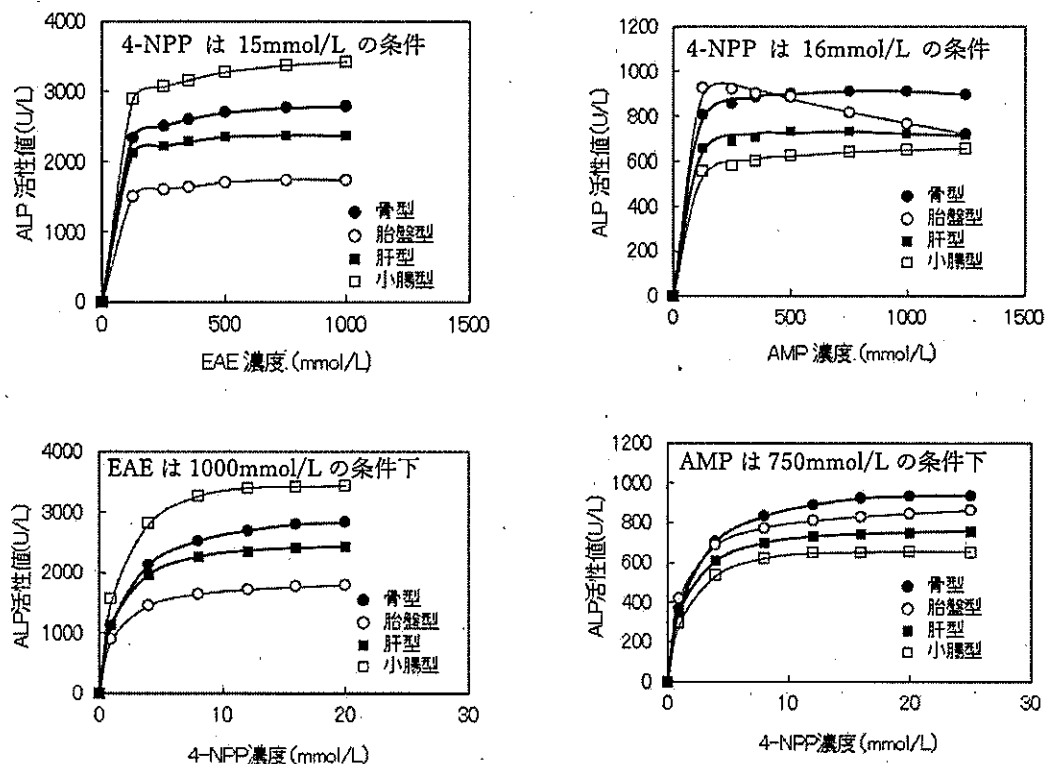 4-NPP は 15mmol/L の条件
4000
3000
2000
1000
0
ALP 活性値(U/L)
骨型
胎盤型
肝型
小腸型
0
500
1000
1500
EAE 濃度.(mmol/L)
4-NPP は 16mmol/L の条件
1200
1000
800
600
400
200
0
ALP 活性値(U/L)
骨型
胎盤型
肝型
小腸型
0
500
1000
1500
AMP 濃度.(mmol/L)
EAE は 1000mmol/L の条件下
4000
3000
2000
1000
0
ALP活性値(U/L)
骨型
胎盤型
肝型
小腸型
0
10
20
30
4-NPP濃度(mmol/L)
AMP は 750mmol/L の条件下
1200
1000
800
600
400
200
0
ALP活性値(U/L)
骨型
胎盤型
肝型
小腸型
0
10
20
30
4-NPP濃度(mmol/L)